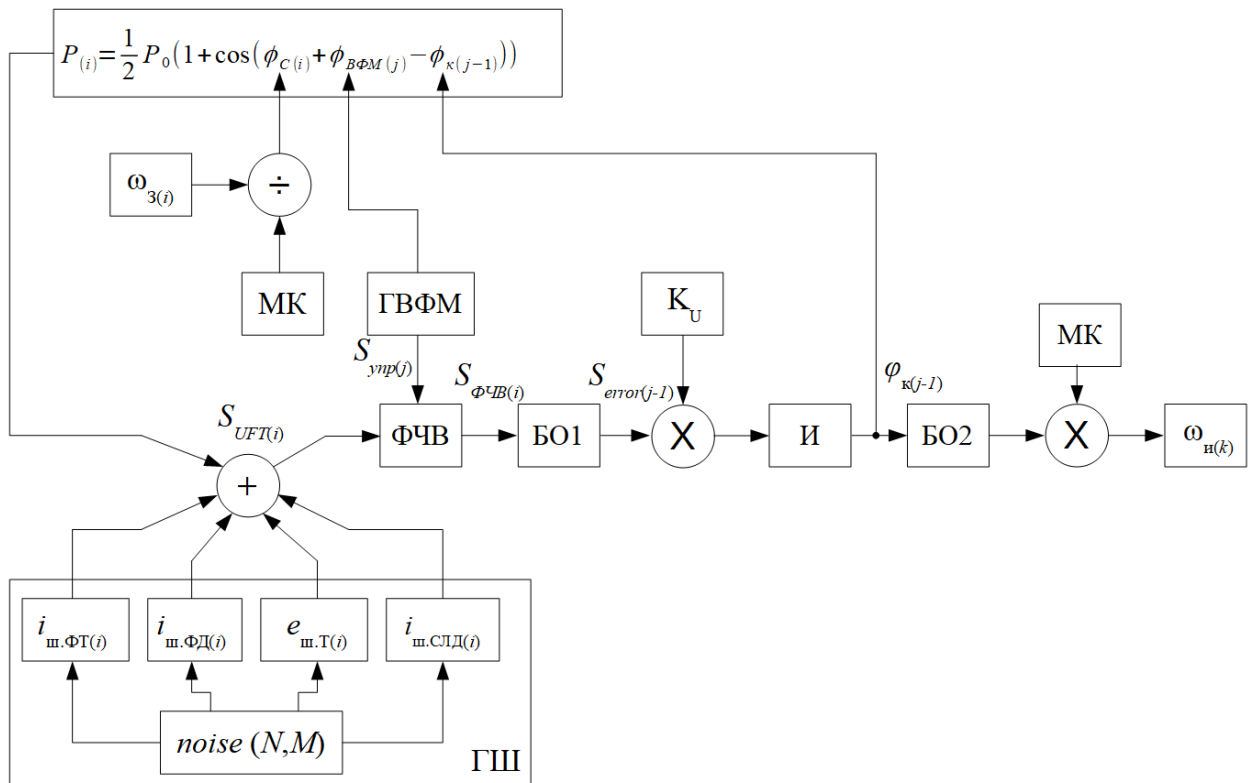 P(i)=1/2 P0(1+cos(ϕC(i)+ϕВФМ(j)−ϕк(j−1)))
ω3(i)
÷
МК
ГВФМ
KU
МК
Sупр(j)
SФЧВ(i)
Serror(j-1)
φк(j-1)
SUFT(i)
ФЧВ
БО1
X
И
БО2
X
ωи(k)
+
iш.ФТ(i)
iш.ФД(i)
eш.Т(i)
iш.СЛД(i)
noise (N,M)
ГШ